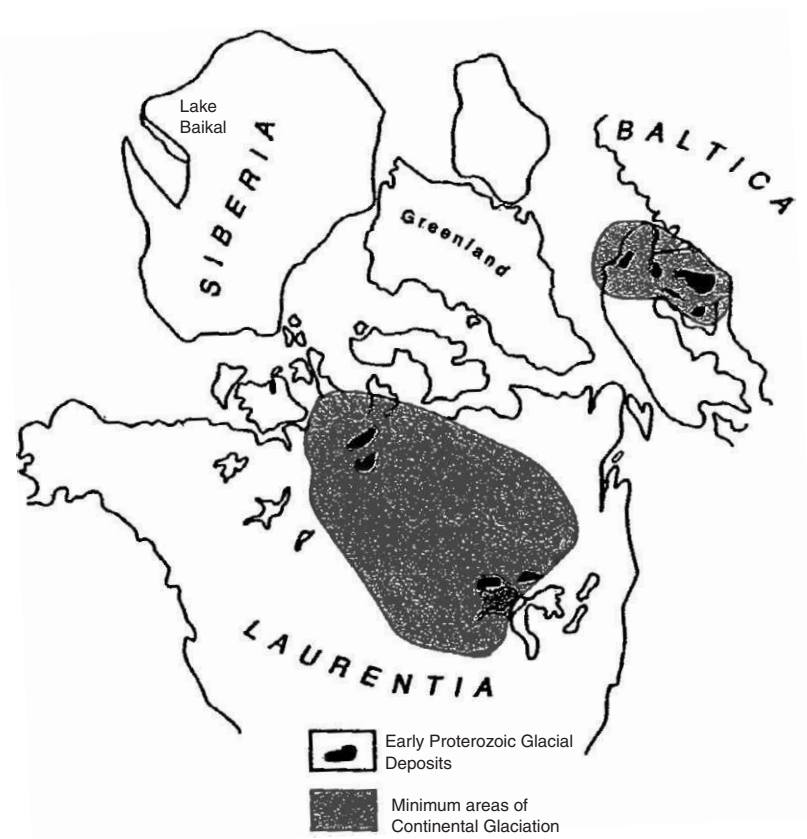 Lake
Baikal
SIBERIA
Greenland
BALTICA
LAURENTIA
Early Proterozoic Glacial
Deposits
Minimum areas of
Continental Glaciation